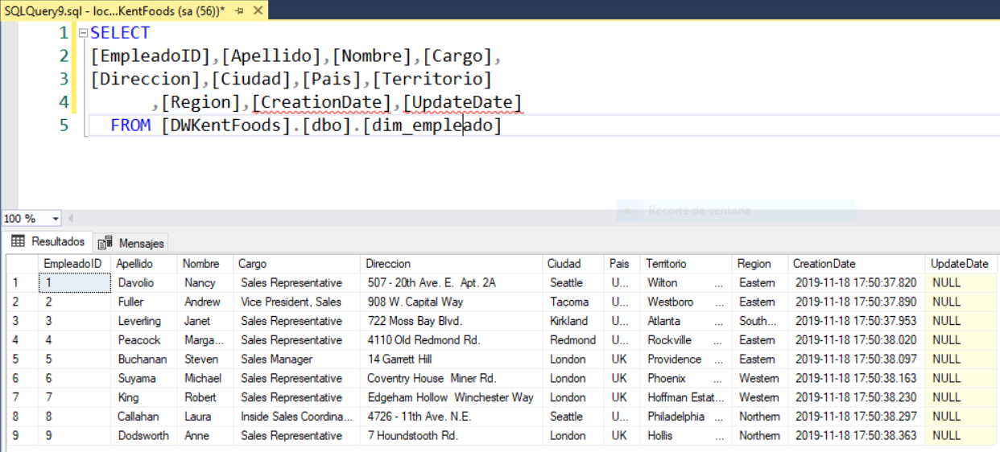 SQLQuery9.sql - loc...KentFoods (sa (56))*
1 SELECT
2 [EmpleadoID],[Apellido],[Nombre],[Cargo],
3 [Direccion],[Ciudad],[Pais],[Territorio]
4 ,[Region],[CreationDate],[UpdateDate]
5 FROM [DWKentFoods].[dbo].[dim_empleado]
Recorte de ventana
100 %
Resultados Mensajes
EmpleadoID Apellido Nombre Cargo Direccion Ciudad Pais Territorio Region CreationDate UpdateDate
1 1 Davolio Nancy Sales Representative 507 - 20th Ave. E. Apt. 2A Seattle U... Wilton ... Eastern 2019-11-18 17:50:37.820 NULL
2 2 Fuller Andrew Vice President, Sales 908 W. Capital Way Tacoma U... Westboro ... Eastern 2019-11-18 17:50:37.890 NULL
3 3 Leverling Janet Sales Representative 722 Moss Bay Blvd. Kirkland U... Atlanta ... South... 2019-11-18 17:50:37.953 NULL
4 4 Peacock Marga... Sales Representative 4110 Old Redmond Rd. Redmond U... Rockville ... Eastern 2019-11-18 17:50:38.020 NULL
5 5 Buchanan Steven Sales Manager 14 Garrett Hill London UK Providence ... Eastern 2019-11-18 17:50:38.097 NULL
6 6 Suyama Michael Sales Representative Coventry House Miner Rd. London UK Phoenix ... Western 2019-11-18 17:50:38.163 NULL
7 7 King Robert Sales Representative Edgeham Hollow Winchester Way London UK Hoffman Estat... Western 2019-11-18 17:50:38.230 NULL
8 8 Callahan Laura Inside Sales Coordina... 4726 - 11th Ave. N.E. Seattle U... Philadelphia ... Northern 2019-11-18 17:50:38.297 NULL
9 9 Dodsworth Anne Sales Representative 7 Houndstooth Rd. London UK Hollis ... Northern 2019-11-18 17:50:38.363 NULL